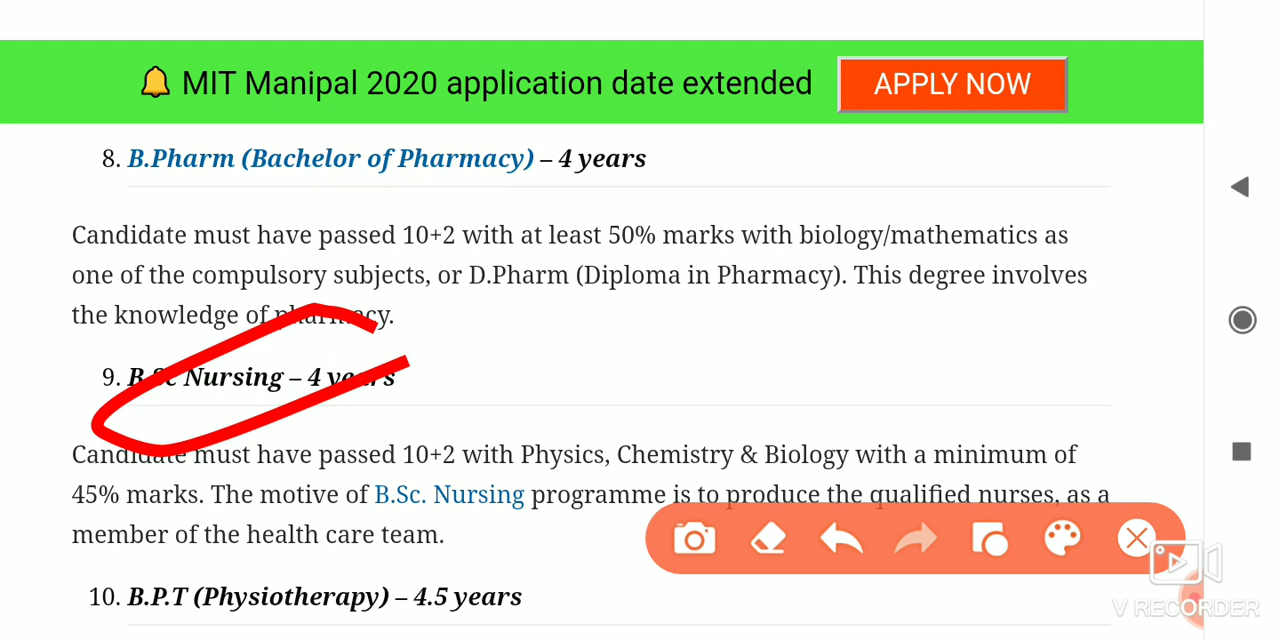 🔔 MIT Manipal 2020 application date extended APPLY NOW
8. B.Pharm (Bachelor of Pharmacy) – 4 years
Candidate must have passed 10+2 with at least 50% marks with biology/mathematics as
one of the compulsory subjects, or D.Pharm (Diploma in Pharmacy). This degree involves
the knowledge of pharmacy.
9. B.Sc Nursing – 4 years
Candidate must have passed 10+2 with Physics, Chemistry & Biology with a minimum of
45% marks. The motive of B.Sc. Nursing programme is to produce the qualified nurses, as a
member of the health care team.
10. B.P.T (Physiotherapy) – 4.5 years
V RECORDER